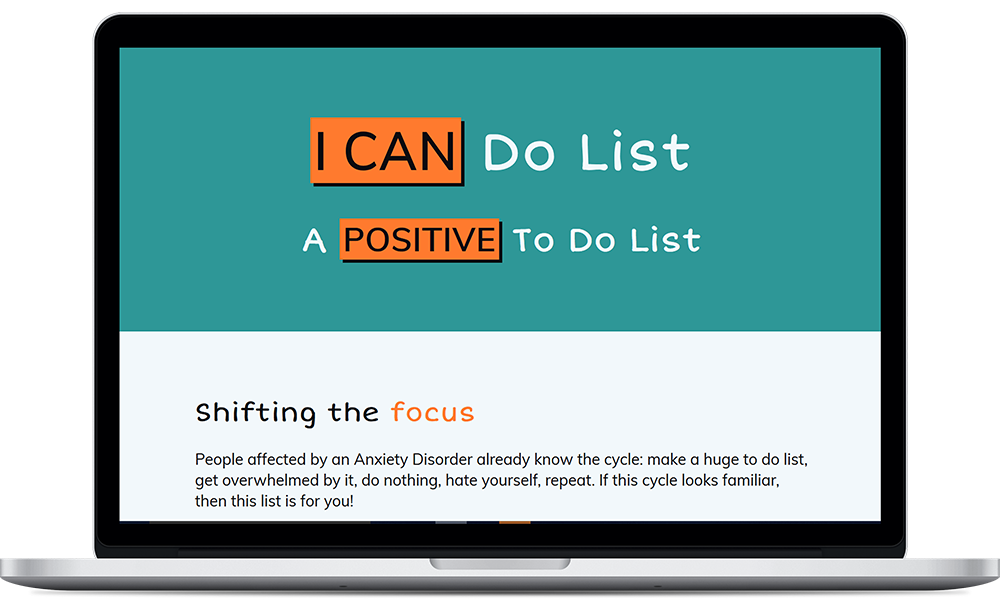 I CAN Do List
A POSITIVE To Do List
Shifting the focus
People affected by an Anxiety Disorder already know the cycle: make a huge to do list,
get overwhelmed by it, do nothing, hate yourself, repeat. If this cycle looks familiar,
then this list is for you!